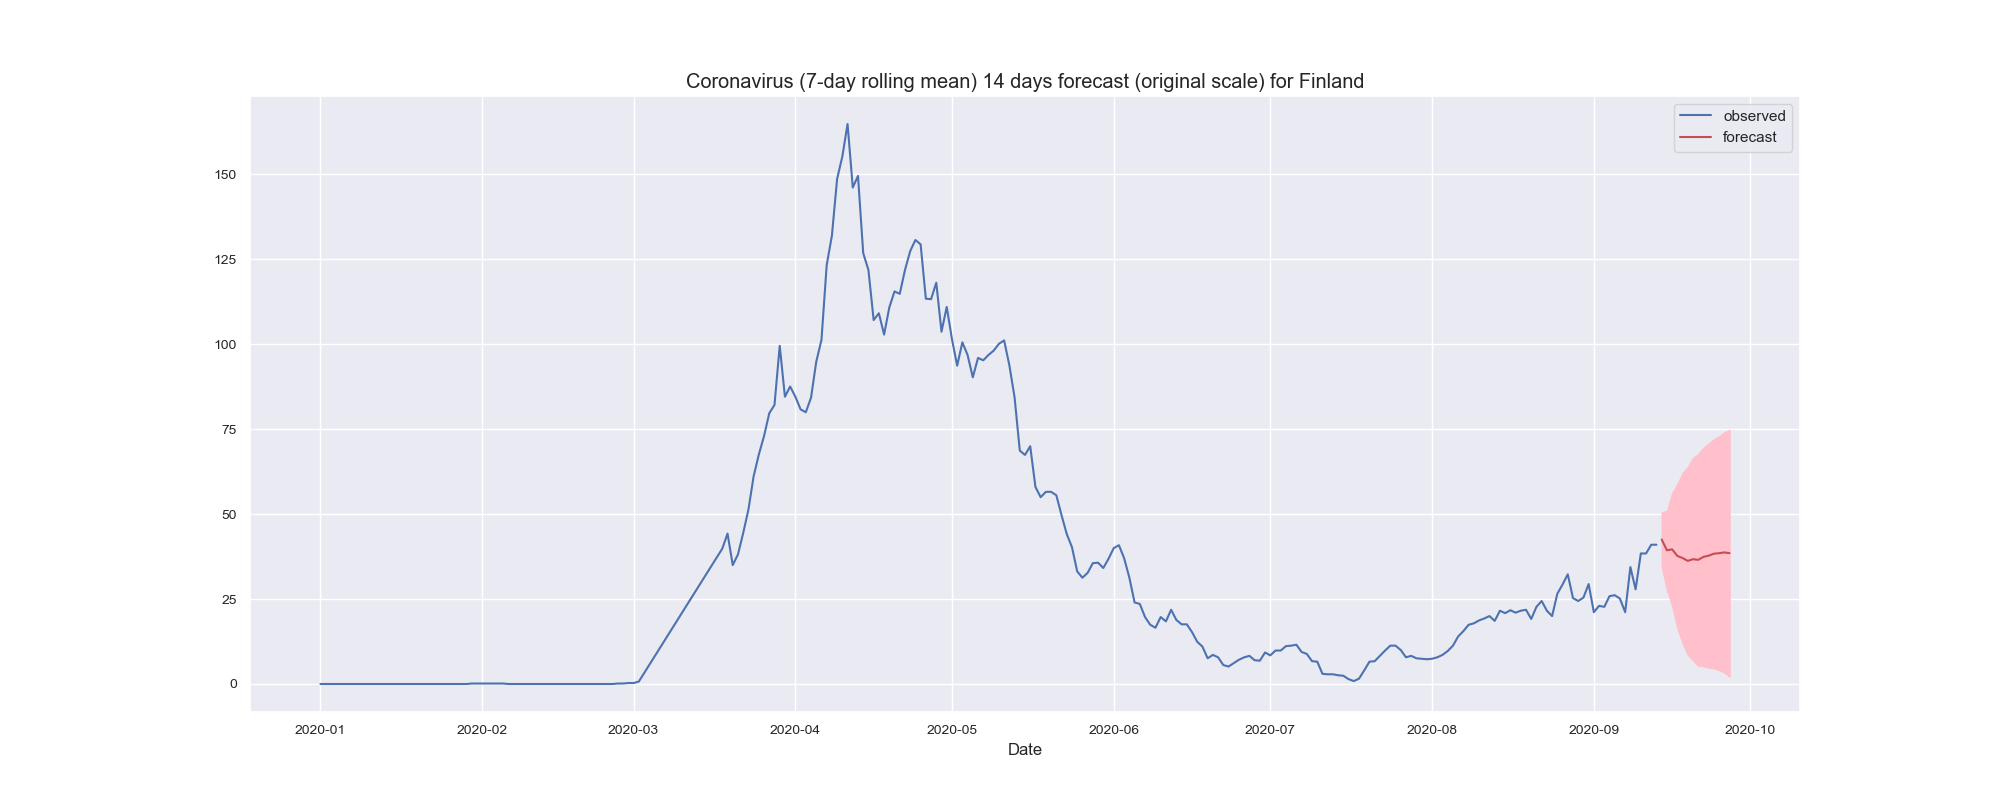 Coronavirus (7-day rolling mean) 14 days forecast (original scale) for Finland
observed
forecast
150
125
100
75
50
25
0
2020-01 2020-02 2020-03 2020-04 2020-05 2020-06 2020-07 2020-08 2020-09 2020-10
Date